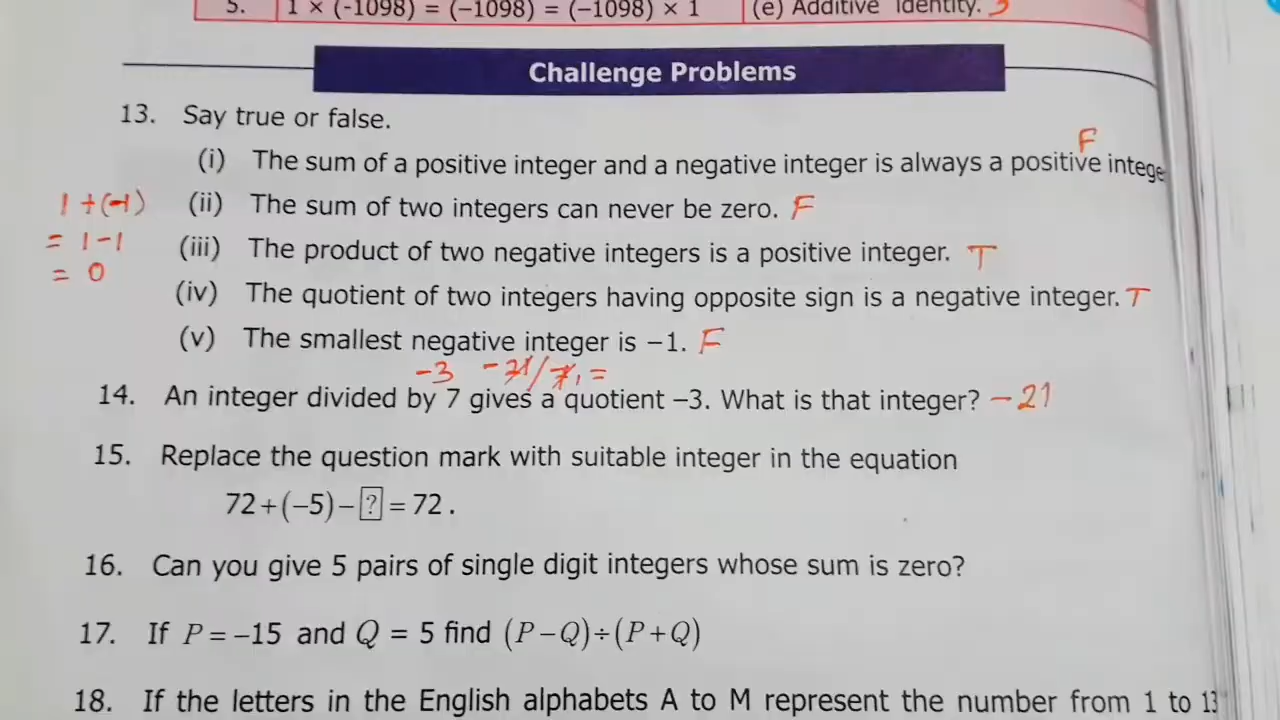 5. 1 × (-1098) = (−1098) = (−1098) × 1 (e) Additive Identity. 3
Challenge Problems
13. Say true or false.
F
(i) The sum of a positive integer and a negative integer is always a positive intege
1 + (-1) (ii) The sum of two integers can never be zero. F
= 1 - 1 (iii) The product of two negative integers is a positive integer. T
= 0 (iv) The quotient of two integers having opposite sign is a negative integer. T
(v) The smallest negative integer is −1. F
-3 -21/7 =
14. An integer divided by 7 gives a quotient −3. What is that integer? -21
15. Replace the question mark with suitable integer in the equation
72+(−5)−?=72.
16. Can you give 5 pairs of single digit integers whose sum is zero?
17. If P=−15 and Q = 5 find (P−Q)÷(P+Q)
18. If the letters in the English alphabets A to M represent the number from 1 to 13